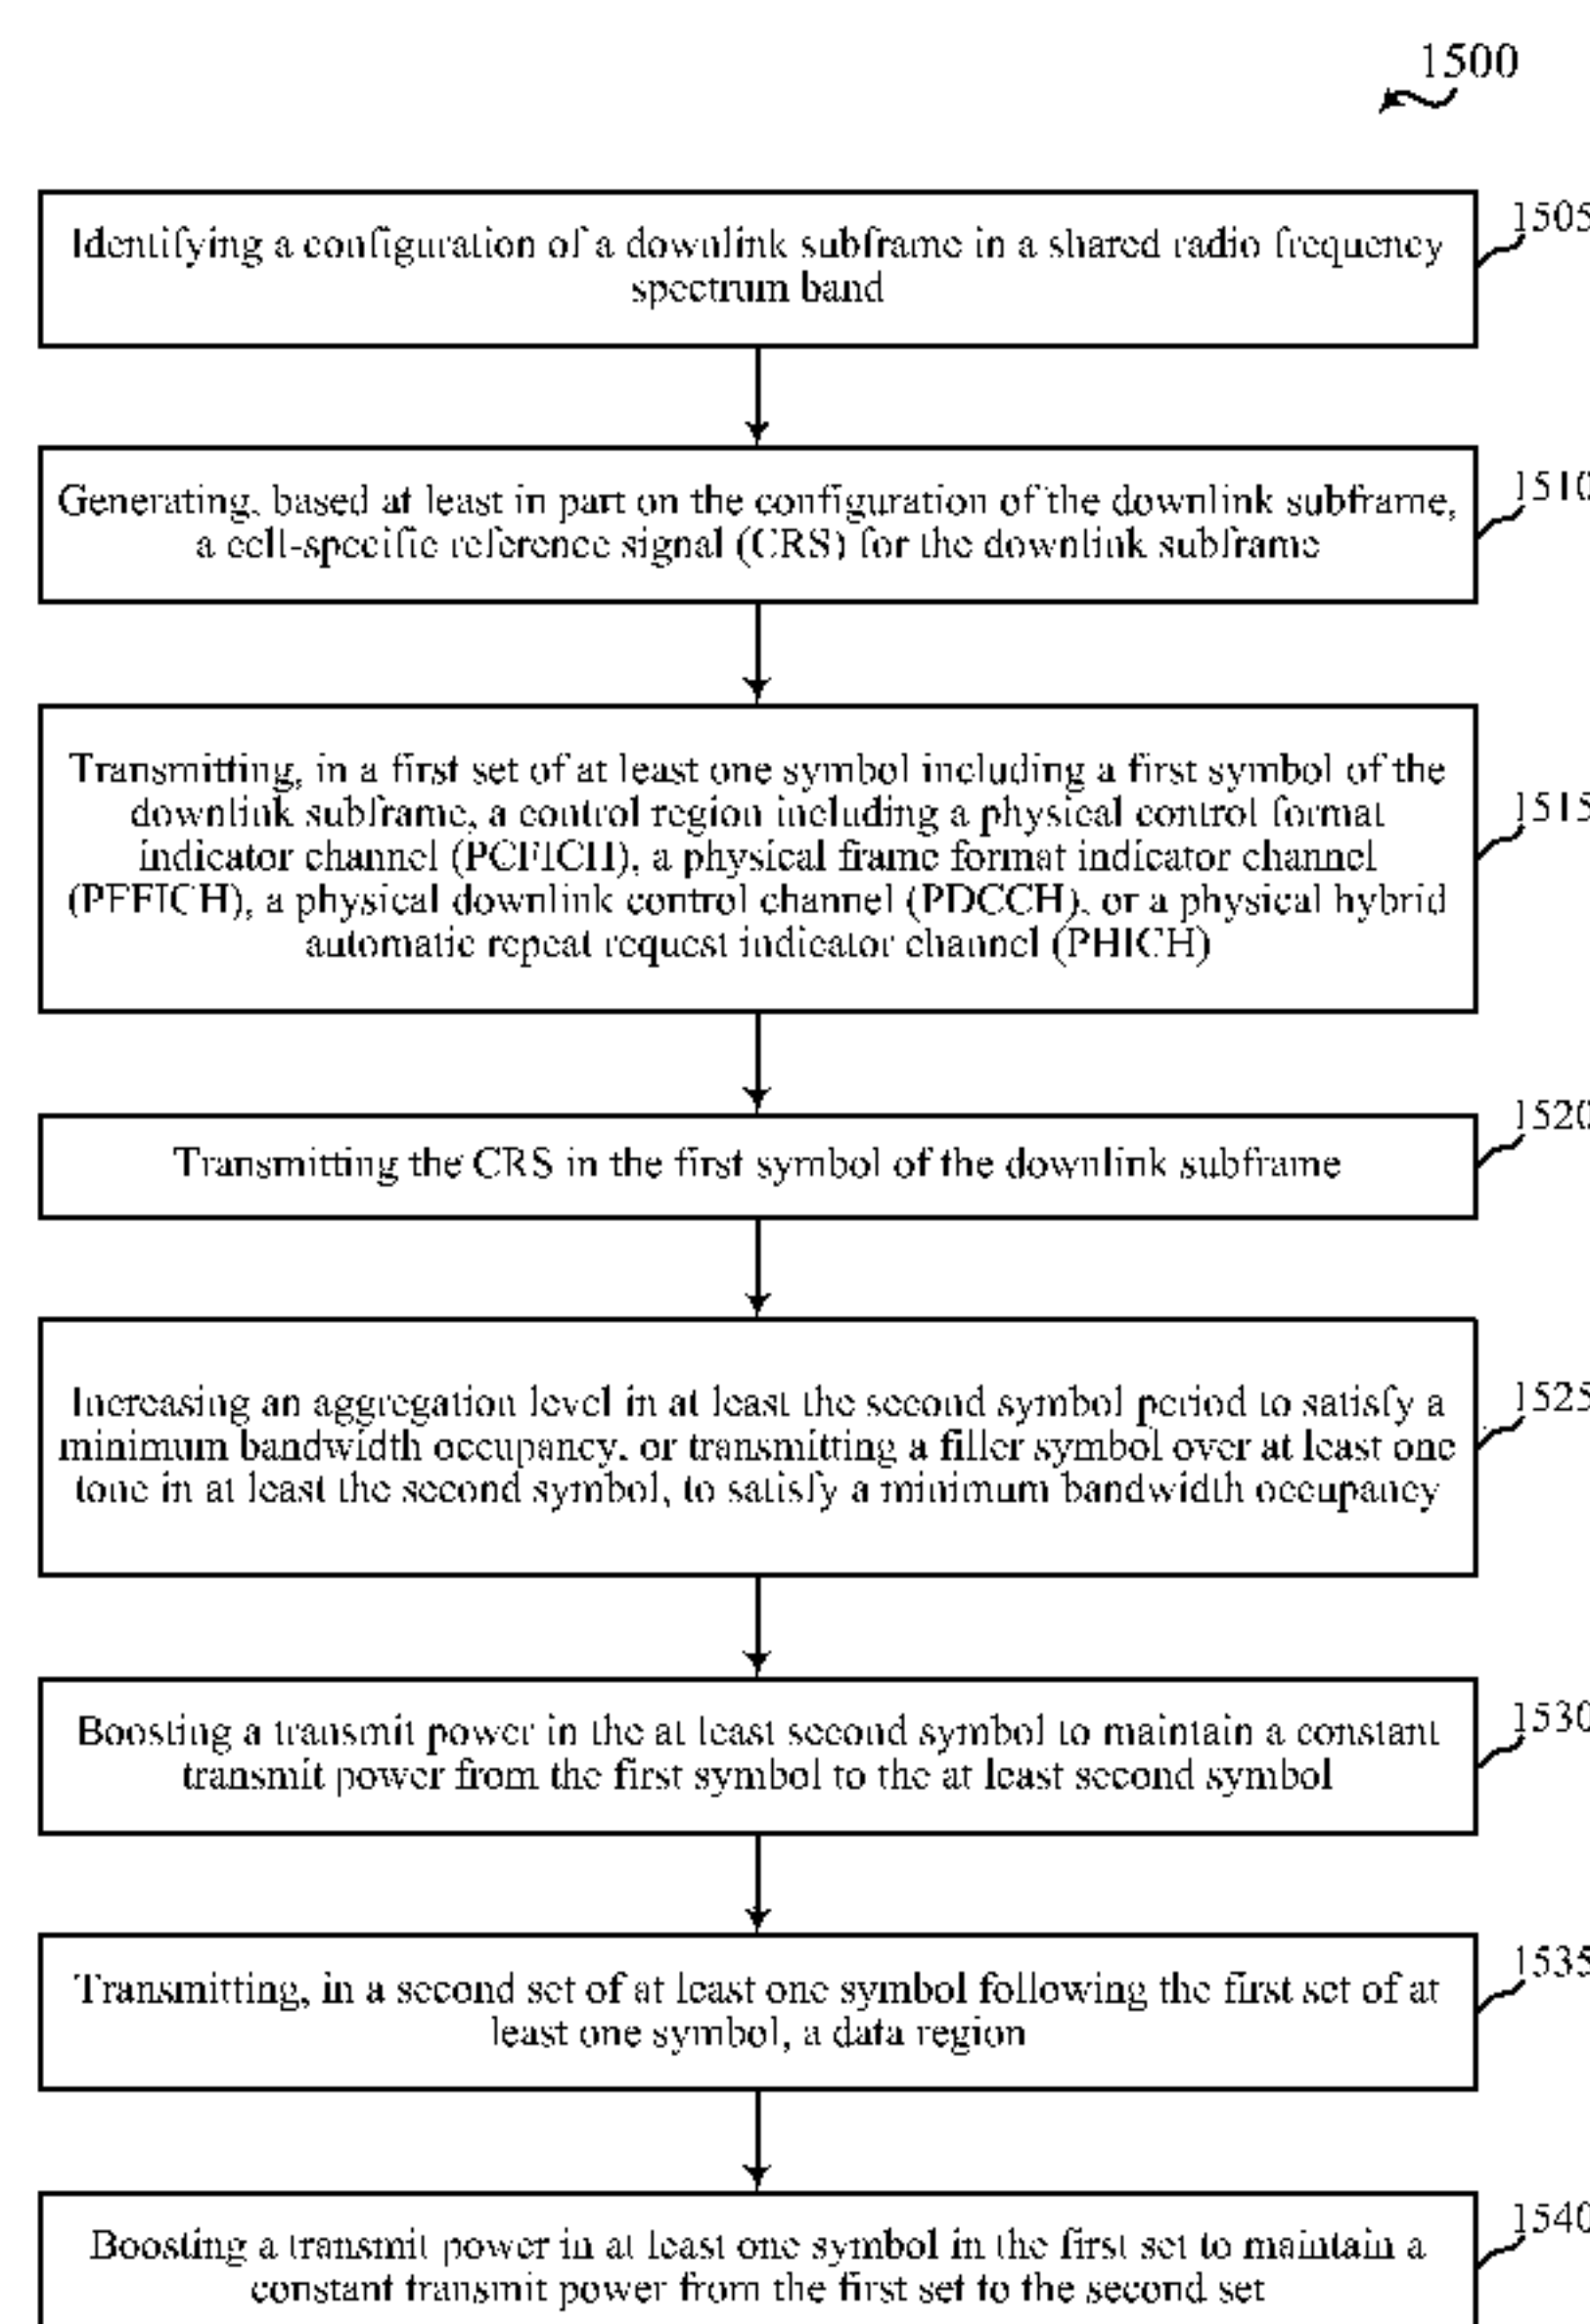 1500
1505
Identifying a configuration of a downlink subframe in a shared radio frequency
spectrum band
1510
Generating, based at least in part on the configuration of the downlink subframe,
a cell-specific reference signal (CRS) for the downlink subframe
1515
Transmitting, in a first set of at least one symbol including a first symbol of the
downlink subframe, a control region including a physical control format
indicator channel (PCFICH), a physical frame format indicator channel
(PFFICH), a physical downlink control channel (PDCCH), or a physical hybrid
automatic repeat request indicator channel (PHICH)
1520
Transmitting the CRS in the first symbol of the downlink subframe
1525
Increasing an aggregation level in at least the second symbol period to satisfy a
minimum bandwidth occupancy, or transmitting a filler symbol over at least one
tone in at least the second symbol, to satisfy a minimum bandwidth occupancy
1530
Boosting a transmit power in the at least second symbol to maintain a constant
transmit power from the first symbol to the at least second symbol
1535
Transmitting, in a second set of at least one symbol following the first set of at
least one symbol, a data region
1540
Boosting a transmit power in at least one symbol in the first set to maintain a
constant transmit power from the first set to the second set